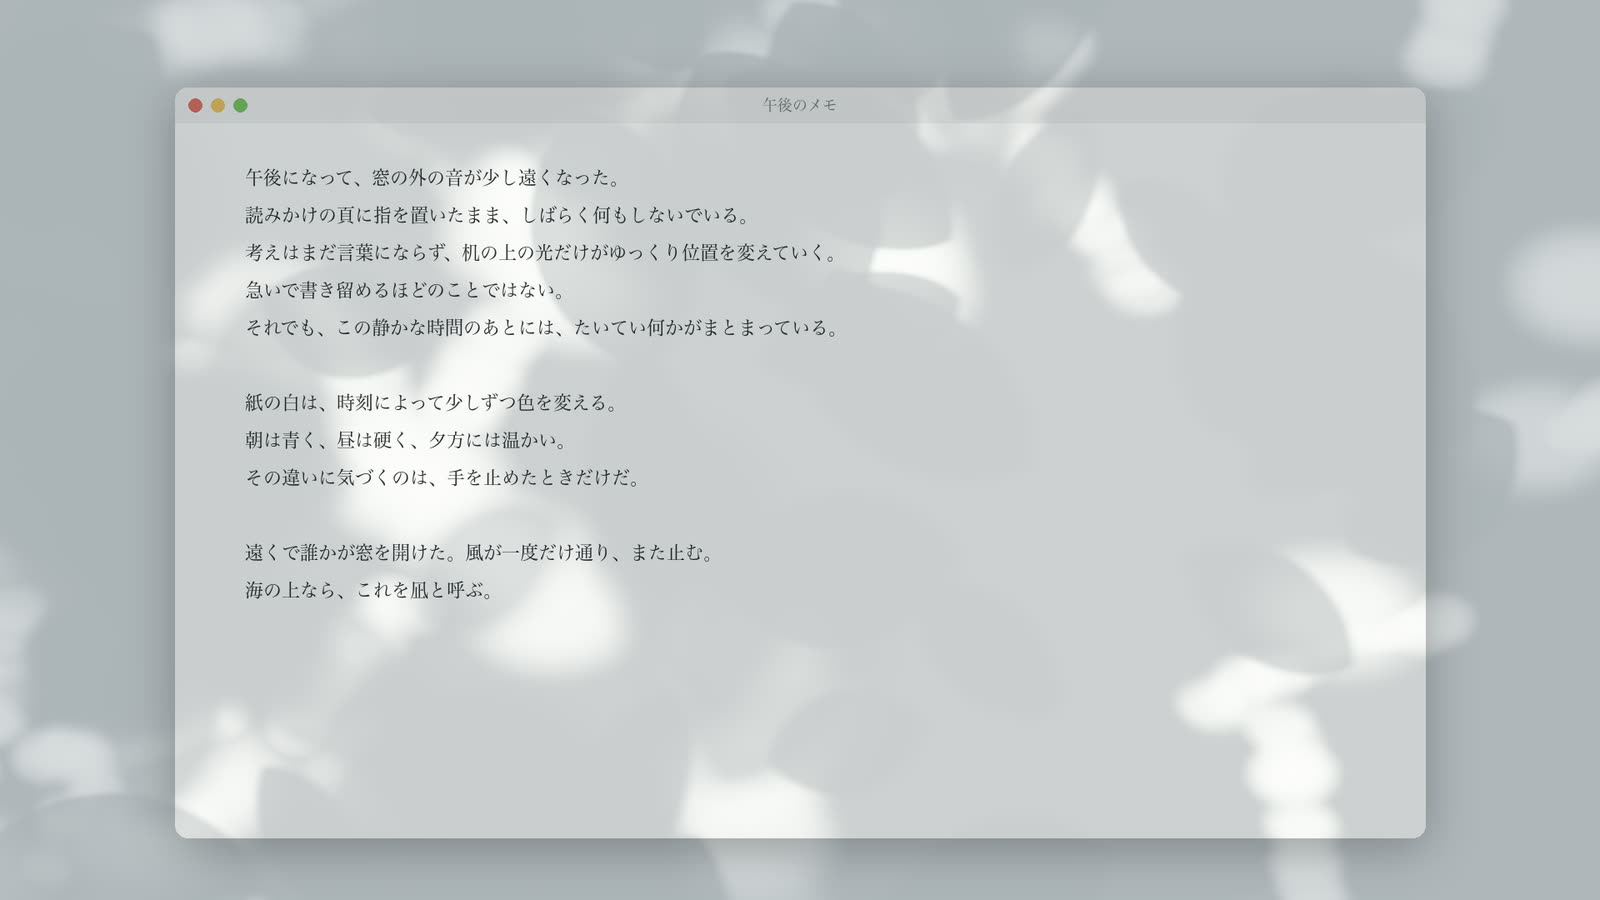 午後のメモ
午後になって、窓の外の音が少し遠くなった。
読みかけの頁に指を置いたまま、しばらく何もしないでいる。
考えはまだ言葉にならず、机の上の光だけがゆっくり位置を変えていく。
急いで書き留めるほどのことではない。
それでも、この静かな時間のあとには、たいてい何かがまとまっている。
紙の白は、時刻によって少しずつ色を変える。
朝は青く、昼は硬く、夕方には温かい。
その違いに気づくのは、手を止めたときだけだ。
遠くで誰かが窓を開けた。風が一度だけ通り、また止む。
海の上なら、これを凪と呼ぶ。